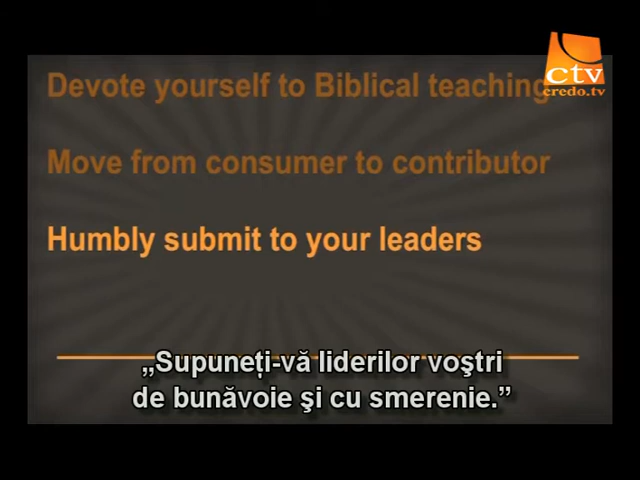 ctv
credo.tv
Devote yourself to Biblical teaching
Move from consumer to contributor
Humbly submit to your leaders
„Supuneţi-vă liderilor voştri
de bunăvoie şi cu smerenie.”